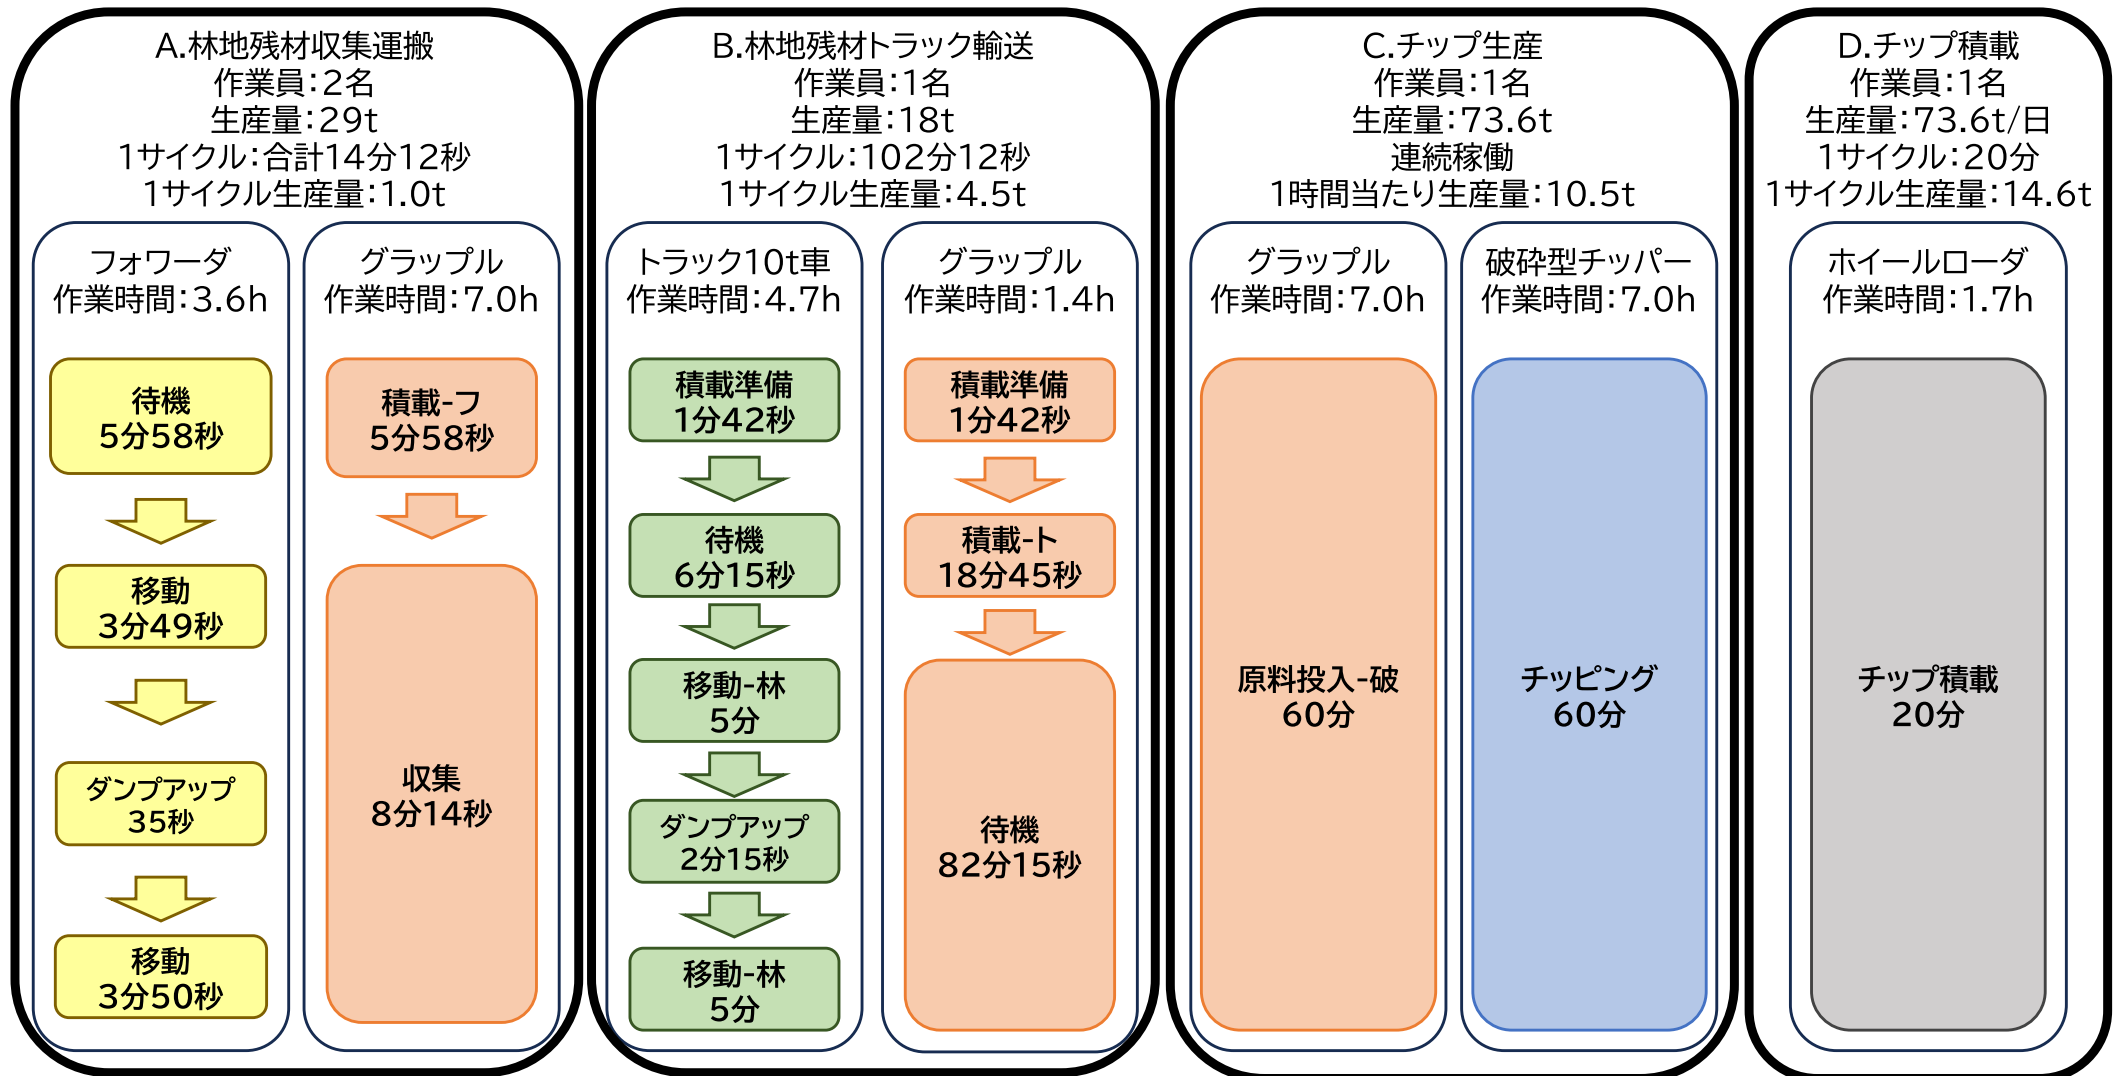 A.林地残材収集運搬
作業員：2名
生産量：29t
1サイクル：合計14分12秒
1サイクル生産量：1.0t
フォワーダ
作業時間：3.6h
待機
5分58秒
移動
3分49秒
ダンプアップ
35秒
移動
3分50秒
グラップル
作業時間：7.0h
積載-フ
5分58秒
収集
8分14秒
B.林地残材トラック輸送
作業員：1名
生産量：18t
1サイクル：102分12秒
1サイクル生産量：4.5t
トラック10t車
作業時間：4.7h
積載準備
1分42秒
待機
6分15秒
移動-林
5分
ダンプアップ
2分15秒
移動-林
5分
グラップル
作業時間：1.4h
積載準備
1分42秒
積載-ト
18分45秒
待機
82分15秒
C.チップ生産
作業員：1名
生産量：73.6t
連続稼働
1時間当たり生産量：10.5t
グラップル
作業時間：7.0h
原料投入-破
60分
破砕型チッパー
作業時間：7.0h
チッピング
60分
D.チップ積載
作業員：1名
生産量：73.6t/日
1サイクル：20分
1サイクル生産量：14.6t
ホイールローダ
作業時間：1.7h
チップ積載
20分